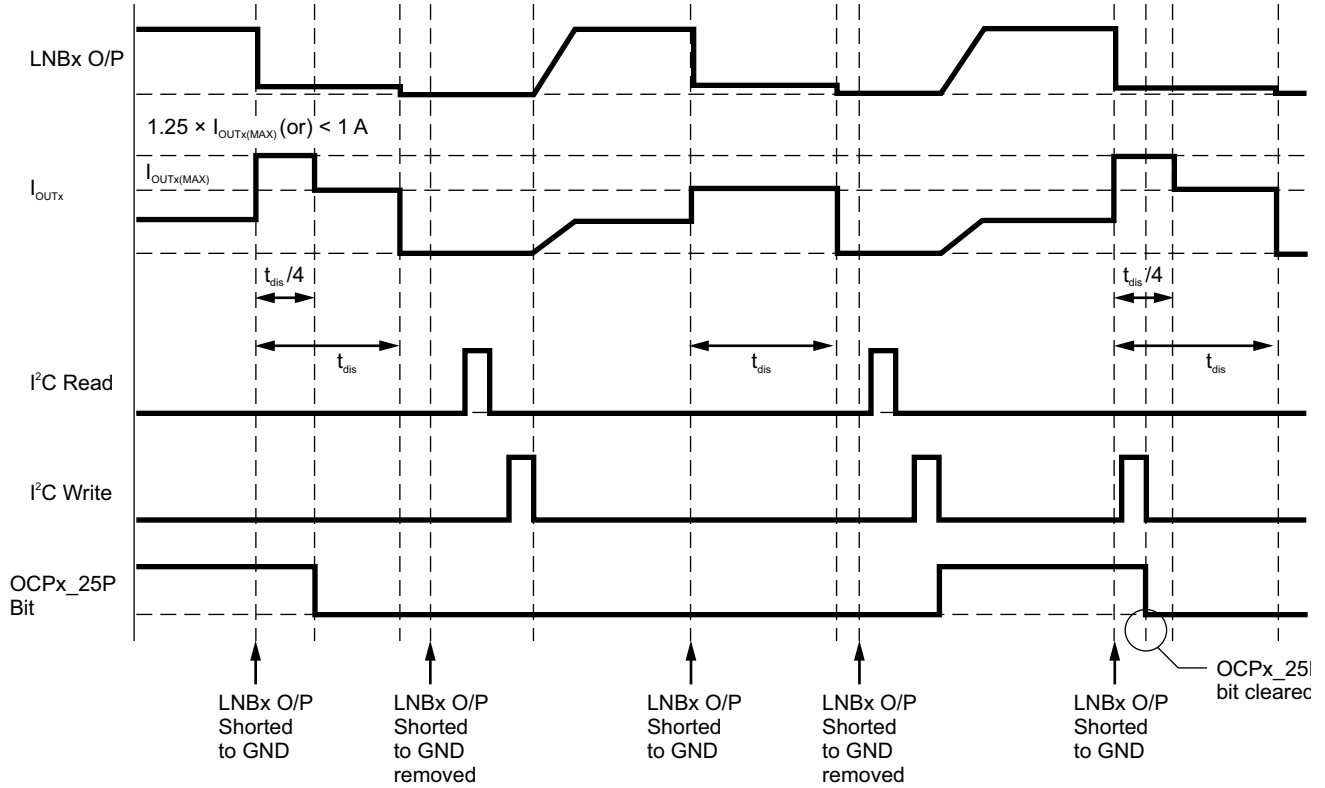 LNBx O/P
1.25 × IOUTx(MAX) (or) < 1 A
IOUTx(MAX)
IOUTx
tdis/4
tdis/4
tdis
tdis
tdis
I²C Read
I²C Write
OCPx_25P
Bit
OCPx_25
bit cleared
LNBx O/P
Shorted
to GND
LNBx O/P
Shorted
to GND
removed
LNBx O/P
Shorted
to GND
LNBx O/P
Shorted
to GND
removed
LNBx O/P
Shorted
to GND